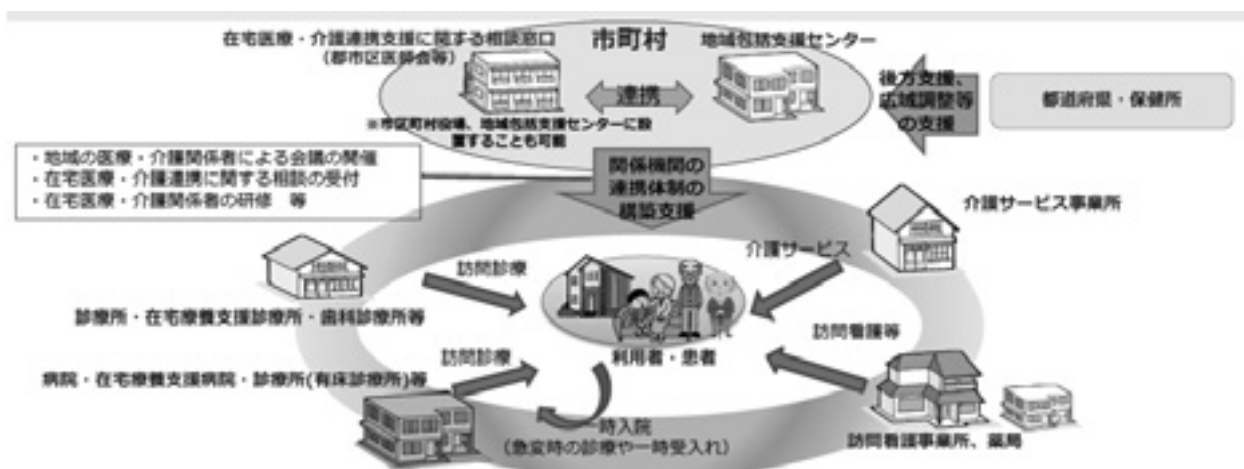 在宅医療・介護連携支援に関する相談窓口
(郡市区医師会等)
市町村
地域包括支援センター
連携
※市区町村役場、地域包括支援センターに設
置することも可能
後方支援、
広域調整等
の支援
都道府県・保健所
・地域の医療・介護関係者による会議の開催
・在宅医療・介護連携に関する相談の受付
・在宅医療・介護関係者の研修 等
関係機関の
連携体制の
構築支援
介護サービス事業所
介護サービス
訪問診療
診療所・在宅療養支援診療所・歯科診療所等
利用者・患者
訪問看護等
訪問診療
病院・在宅療養支援病院・診療所(有床診療所)等
一時入院
(急変時の診療や一時受入れ)
訪問看護事業所、薬局